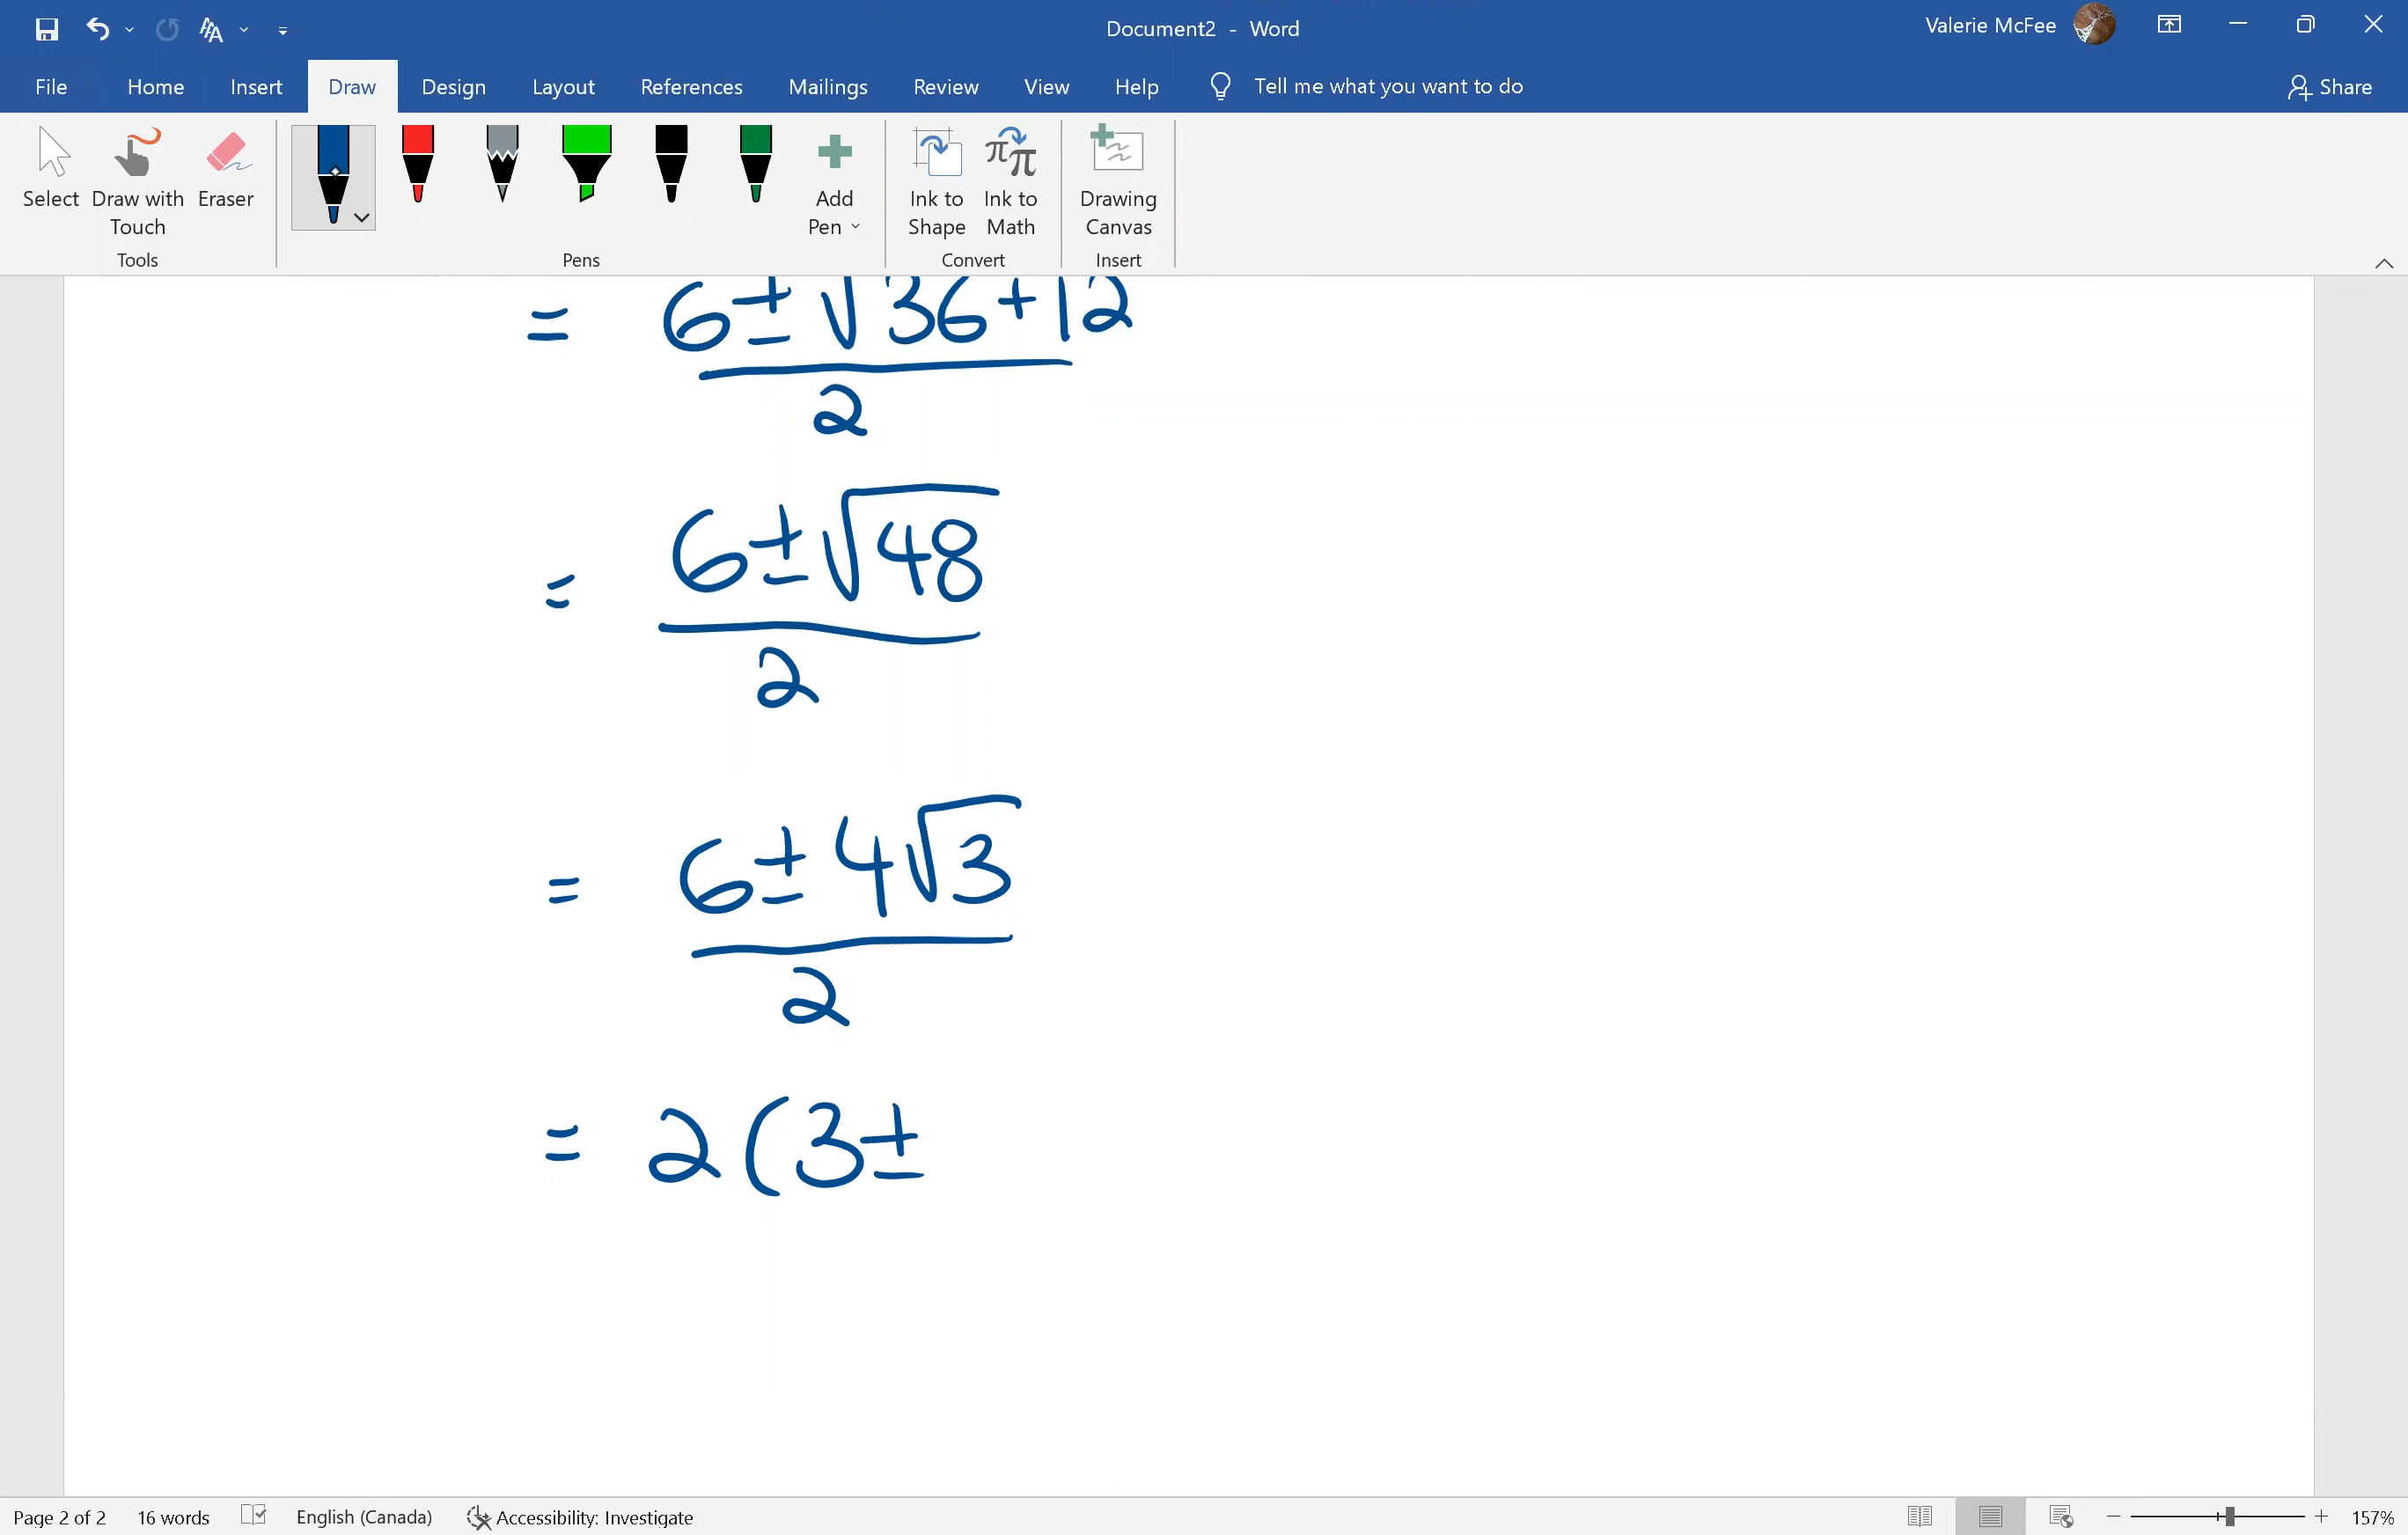 Document2 - Word
Valerie McFee
File Home Insert Draw Design Layout References Mailings Review View Help Tell me what you want to do Share
Select Draw with Touch Eraser Add Pen Ink to Shape Ink to Math Drawing Canvas
Tools Pens Convert Insert
= 6 ± √36+12
2
= 6 ± √48
2
= 6 ± 4√3
2
= 2 (3 ±
Page 2 of 2 16 words English (Canada) Accessibility: Investigate 157%